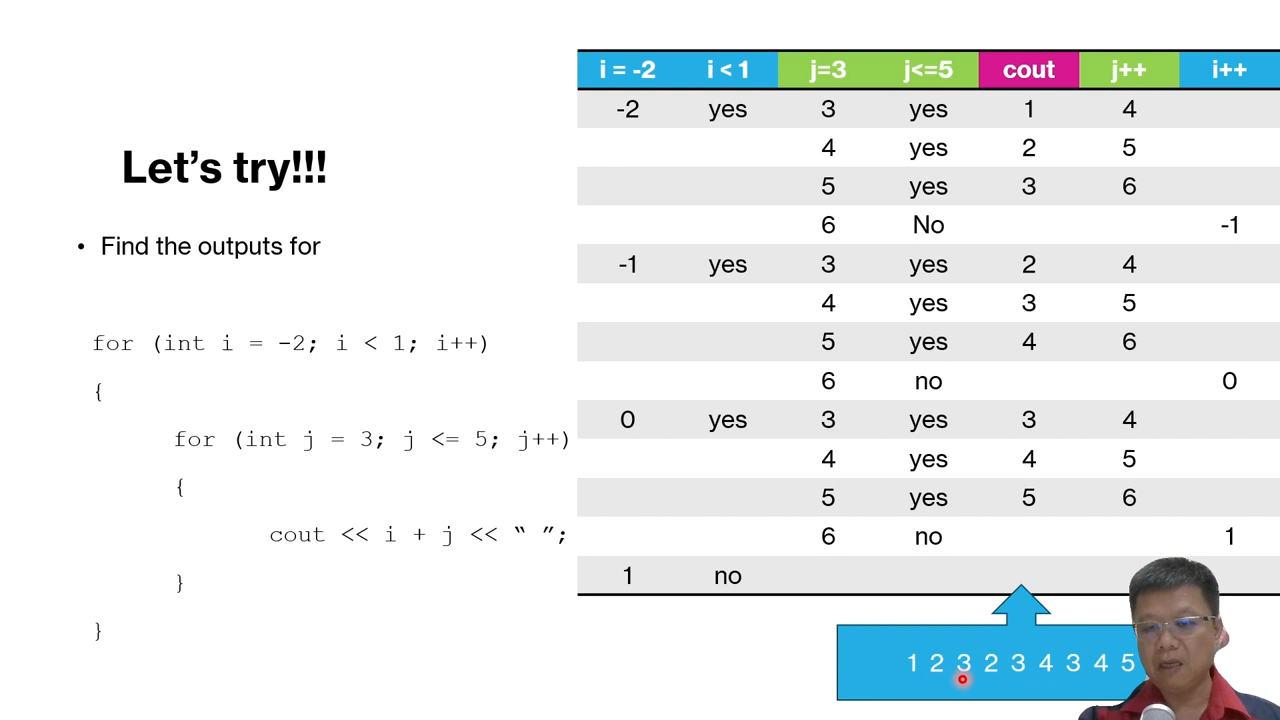 Let's try!!!
• Find the outputs for
for (int i = -2; i < 1; i++)
{
for (int j = 3; j <= 5; j++)
{
cout << i + j << “ ”;
}
}
i = -2 i < 1 j=3 j<=5 cout j++ i++
-2 yes 3 yes 1 4
4 yes 2 5
5 yes 3 6
6 No -1
-1 yes 3 yes 2 4
4 yes 3 5
5 yes 4 6
6 no 0
0 yes 3 yes 3 4
4 yes 4 5
5 yes 5 6
6 no 1
1 no
1 2 3 2 3 4 3 4 5